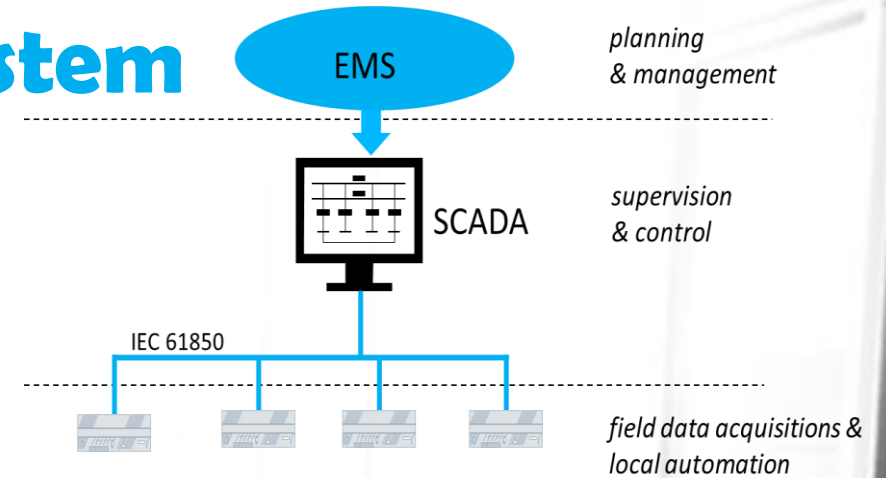 stem
EMS
planning
& management
SCADA
supervision
& control
IEC 61850
field data acquisitions &
local automation